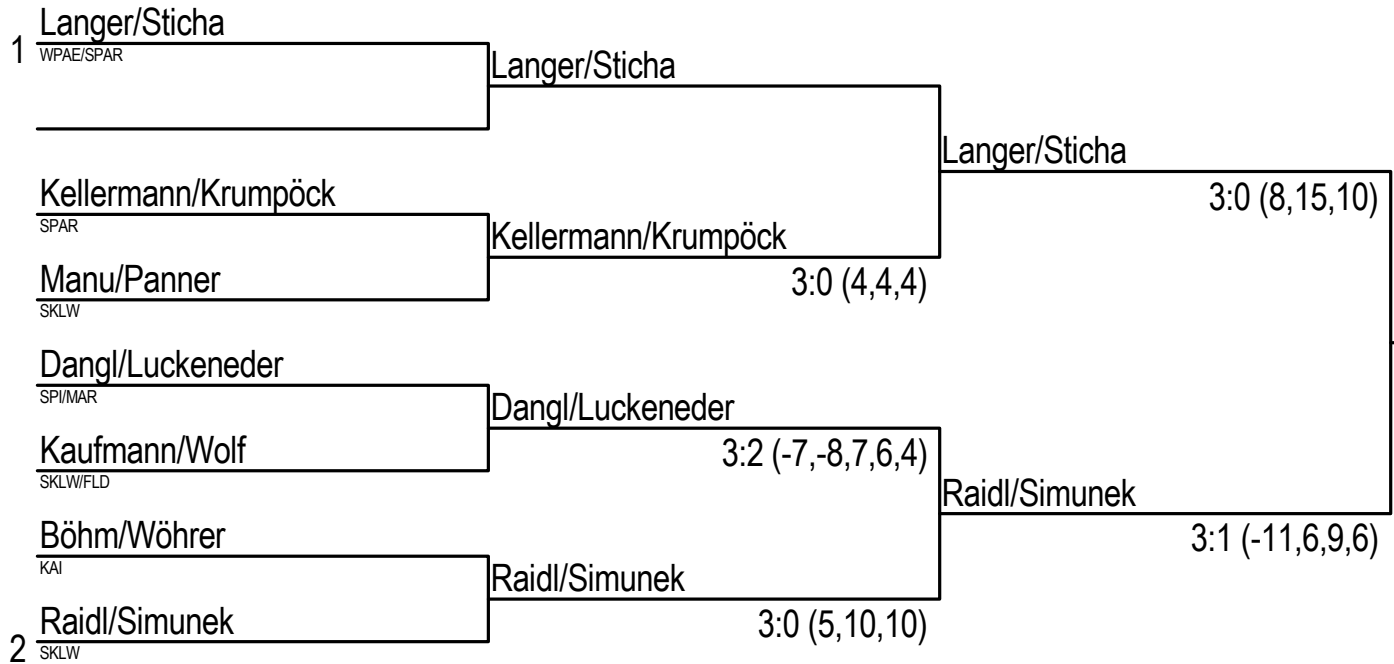 Langer/Sticha
1 WPAE/SPAR
Langer/Sticha
Langer/Sticha
3:0 (8,15,10)
Kellermann/Krumpöck
SPAR
Kellermann/Krumpöck
3:0 (4,4,4)
Manu/Panner
SKLW
Dangl/Luckeneder
SPI/MAR
Dangl/Luckeneder
3:2 (-7,-8,7,6,4)
Kaufmann/Wolf
SKLW/FLD
Raidl/Simunek
3:1 (-11,6,9,6)
Böhm/Wöhrer
KAI
Raidl/Simunek
3:0 (5,10,10)
Raidl/Simunek
2 SKLW